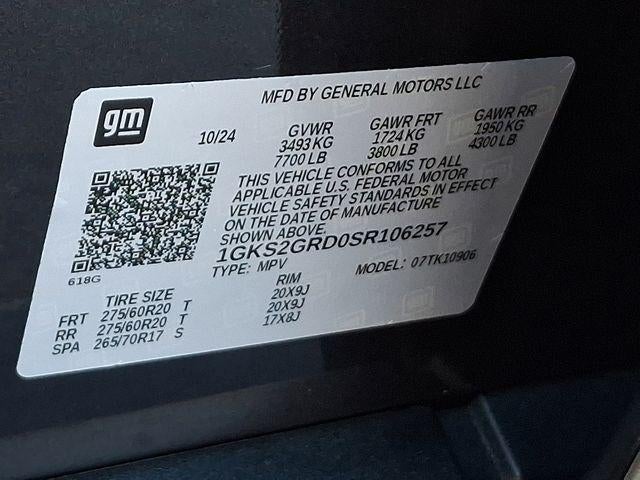 gm
MFD BY GENERAL MOTORS LLC
10/24 GVWR GAWR FRT GAWR RR
3493 KG 1724 KG 1950 KG
7700 LB 3800 LB 4300 LB
THIS VEHICLE CONFORMS TO ALL
APPLICABLE U.S. FEDERAL MOTOR
VEHICLE SAFETY STANDARDS IN EFFECT
ON THE DATE OF MANUFACTURE
SHOWN ABOVE.
1GKS2GRD0SR106257
618G
TYPE: MPV MODEL: 07TK10906
TIRE SIZE RIM
FRT 275/60R20 T 20X9J
RR 275/60R20 T 20X9J
SPA 265/70R17 S 17X8J